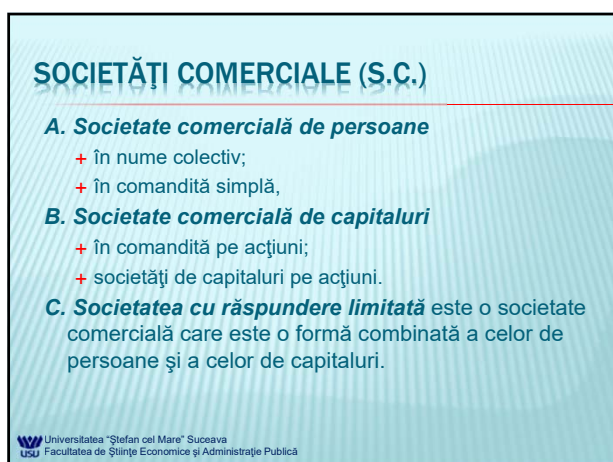 SOCIETĂŢI COMERCIALE (S.C.)
A. Societate comercială de persoane
+ în nume colectiv;
+ în comandită simplă,
B. Societate comercială de capitaluri
+ în comandită pe acţiuni;
+ societăţi de capitaluri pe acţiuni.
C. Societatea cu răspundere limitată este o societate
comercială care este o formă combinată a celor de
persoane şi a celor de capitaluri.
USU
Universitatea "Ştefan cel Mare" Suceava
Facultatea de Ştiinţe Economice şi Administraţie Publică